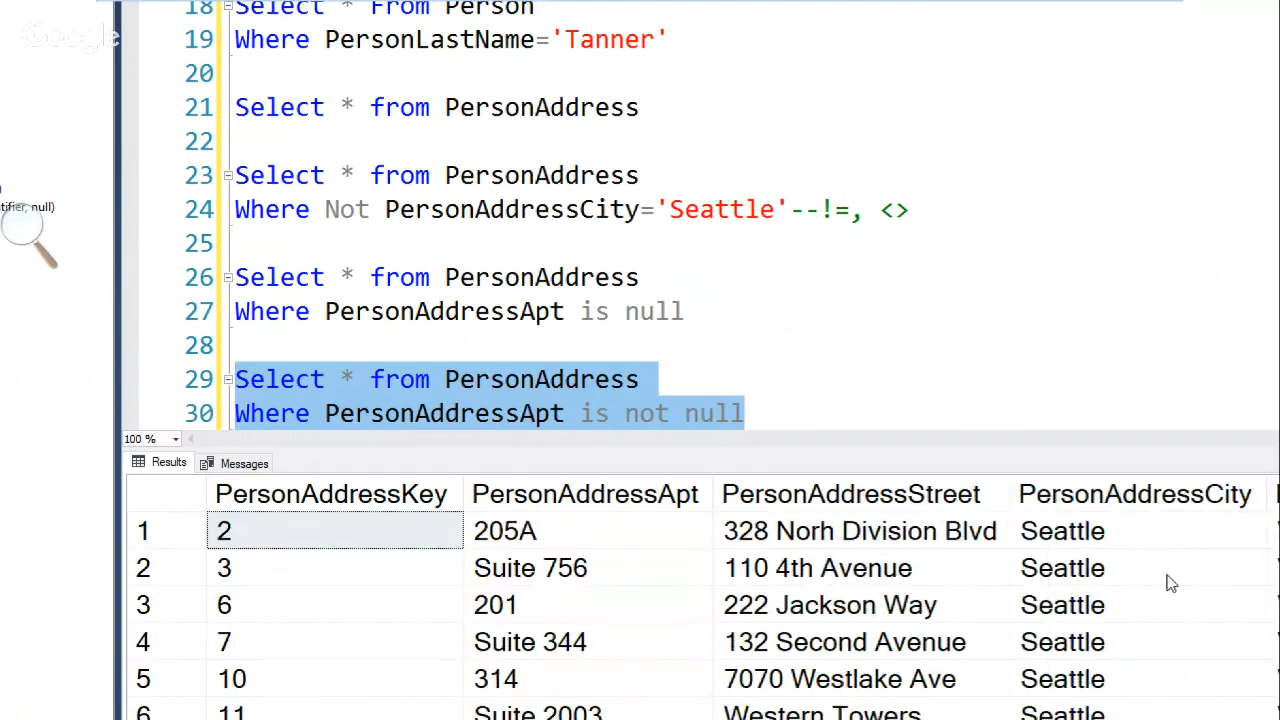 Google
18 Select * From Person
19 Where PersonLastName='Tanner'
20
21 Select * from PersonAddress
22
23 Select * from PersonAddress
24 Where Not PersonAddressCity='Seattle'--!=, <>
25
26 Select * from PersonAddress
27 Where PersonAddressApt is null
28
29 Select * from PersonAddress
30 Where PersonAddressApt is not null
null)
100 %
Results Messages
PersonAddressKey PersonAddressApt PersonAddressStreet PersonAddressCity
1 2 205A 328 Norh Division Blvd Seattle
2 3 Suite 756 110 4th Avenue Seattle
3 6 201 222 Jackson Way Seattle
4 7 Suite 344 132 Second Avenue Seattle
5 10 314 7070 Westlake Ave Seattle
6 11 Suite 2003 Western Towers Seattle